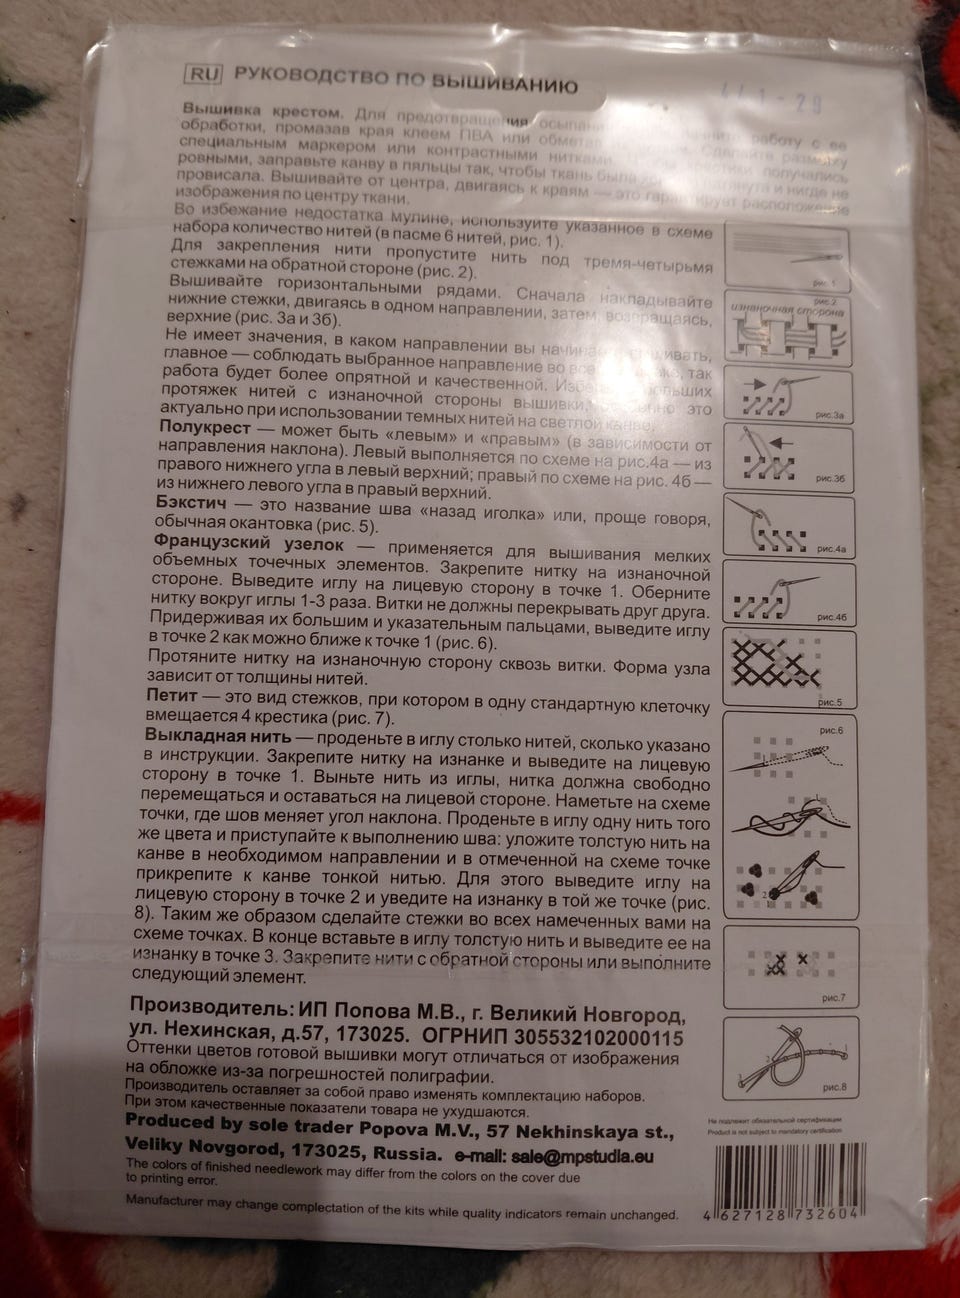 RU РУКОВОДСТВО ПО ВЫШИВАНИЮ
441-29
Вышивка крестом. Для предотвращения осыпания работу с ее
обработки, промазав края клеем ПВА или обметав Сделайте разметку
специальным маркером или контрастными нитками. получались
ровными, заправьте канву в пяльцы так, чтобы ткань была натянута и нигде не
провисала. Вышивайте от центра, двигаясь к краям — это гарантирует расположение
изображения по центру ткани.
Во избежание недостатка мулине, используйте указанное в схеме
набора количество нитей (в пасме 6 нитей, рис. 1).
Для закрепления нити пропустите нить под тремя-четырьмя
стежками на обратной стороне (рис. 2).
Вышивайте горизонтальными рядами. Сначала накладывайте
нижние стежки, двигаясь в одном направлении, затем, возвращаясь,
верхние (рис. 3а и 3б).
Не имеет значения, в каком направлении вы начинаете вышивать,
главное — соблюдать выбранное направление во всей так
работа будет более опрятной и качественной. Избегайте больших
протяжек нитей с изнаночной стороны вышивки, особенно это
актуально при использовании темных нитей на светлой канве.
Полукрест — может быть «левым» и «правым» (в зависимости от
направления наклона). Левый выполняется по схеме на рис.4а — из
правого нижнего угла в левый верхний; правый по схеме на рис. 4б —
из нижнего левого угла в правый верхний.
Бэкстич — это название шва «назад иголка» или, проще говоря,
обычная окантовка (рис. 5).
Французский узелок — применяется для вышивания мелких
объемных точечных элементов. Закрепите нитку на изнаночной
стороне. Выведите иглу на лицевую сторону в точке 1. Оберните
нитку вокруг иглы 1-3 раза. Витки не должны перекрывать друг друга.
Придерживая их большим и указательным пальцами, выведите иглу
в точке 2 как можно ближе к точке 1 (рис. 6).
Протяните нитку на изнаночную сторону сквозь витки. Форма узла
зависит от толщины нитей.
Петит — это вид стежков, при котором в одну стандартную клеточку
вмещается 4 крестика (рис. 7).
Выкладная нить — проденьте в иглу столько нитей, сколько указано
в инструкции. Закрепите нитку на изнанке и выведите на лицевую
сторону в точке 1. Выньте нить из иглы, нитка должна свободно
перемещаться и оставаться на лицевой стороне. Наметьте на схеме
точки, где шов меняет угол наклона. Проденьте в иглу одну нить того
же цвета и приступайте к выполнению шва: уложите толстую нить на
канве в необходимом направлении и в отмеченной на схеме точке
прикрепите к канве тонкой нитью. Для этого выведите иглу на
лицевую сторону в точке 2 и уведите на изнанку в той же точке (рис.
8). Таким же образом сделайте стежки во всех намеченных вами на
схеме точках. В конце вставьте в иглу толстую нить и выведите ее на
изнанку в точке 3. Закрепите нити с обратной стороны или выполните
следующий элемент.
Производитель: ИП Попова М.В., г. Великий Новгород,
ул. Нехинская, д.57, 173025. ОГРНИП 305532102000115
Оттенки цветов готовой вышивки могут отличаться от изображения
на обложке из-за погрешностей полиграфии.
Производитель оставляет за собой право изменять комплектацию наборов.
При этом качественные показатели товара не ухудшаются.
Produced by sole trader Popova M.V., 57 Nekhinskaya st.,
Veliky Novgorod, 173025, Russia. e-mail: sale@mpstudia.eu
The colors of finished needlework may differ from the colors on the cover due
to printing error.
Manufacturer may change complectation of the kits while quality indicators remain unchanged.
рис. 1
рис.2
изнаночная сторона
рис.3а
рис.3б
рис.4а
рис.4б
рис.5
рис.6
рис.7
рис.8
Не подлежит обязательной сертификации
Product is not subject to mandatory certification
4 627128 732604